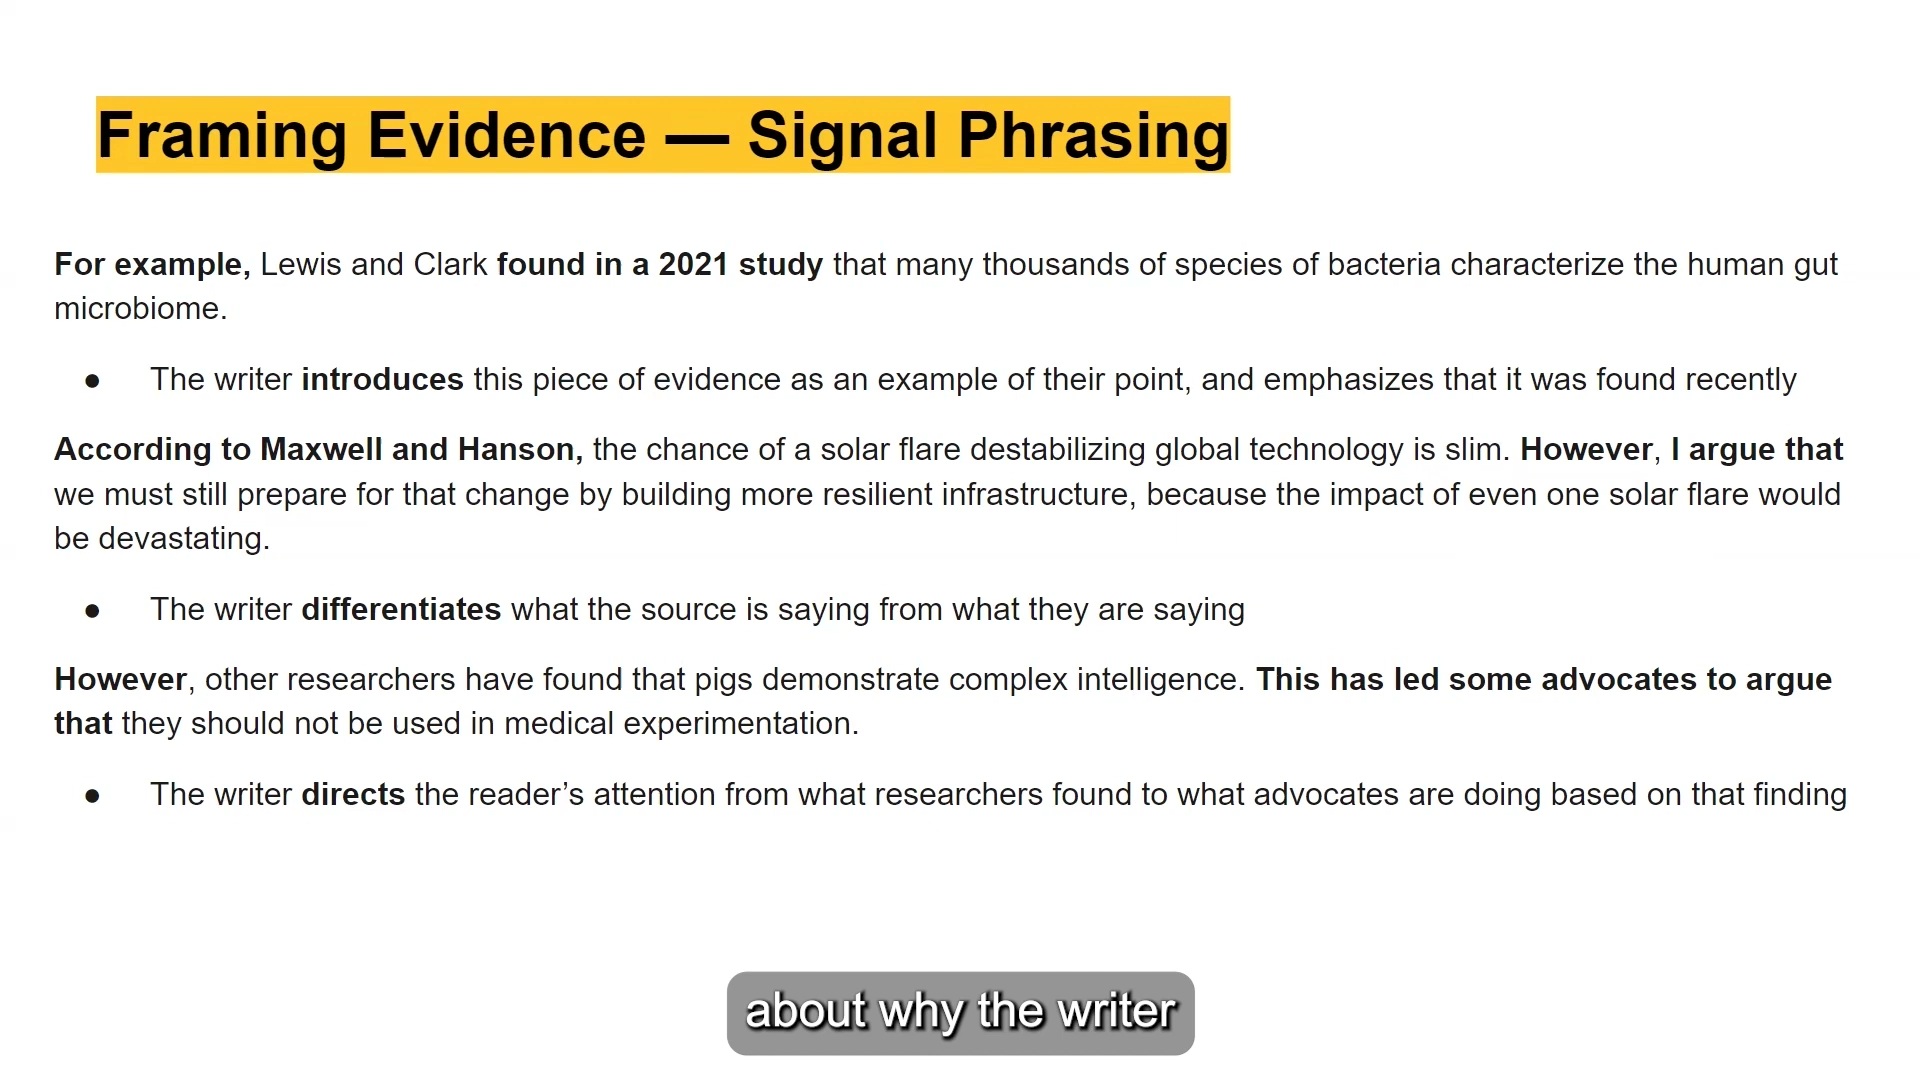 Framing Evidence — Signal Phrasing
For example, Lewis and Clark found in a 2021 study that many thousands of species of bacteria characterize the human gut
microbiome.
● The writer introduces this piece of evidence as an example of their point, and emphasizes that it was found recently
According to Maxwell and Hanson, the chance of a solar flare destabilizing global technology is slim. However, I argue that
we must still prepare for that change by building more resilient infrastructure, because the impact of even one solar flare would
be devastating.
● The writer differentiates what the source is saying from what they are saying
However, other researchers have found that pigs demonstrate complex intelligence. This has led some advocates to argue
that they should not be used in medical experimentation.
● The writer directs the reader’s attention from what researchers found to what advocates are doing based on that finding
about why the writer